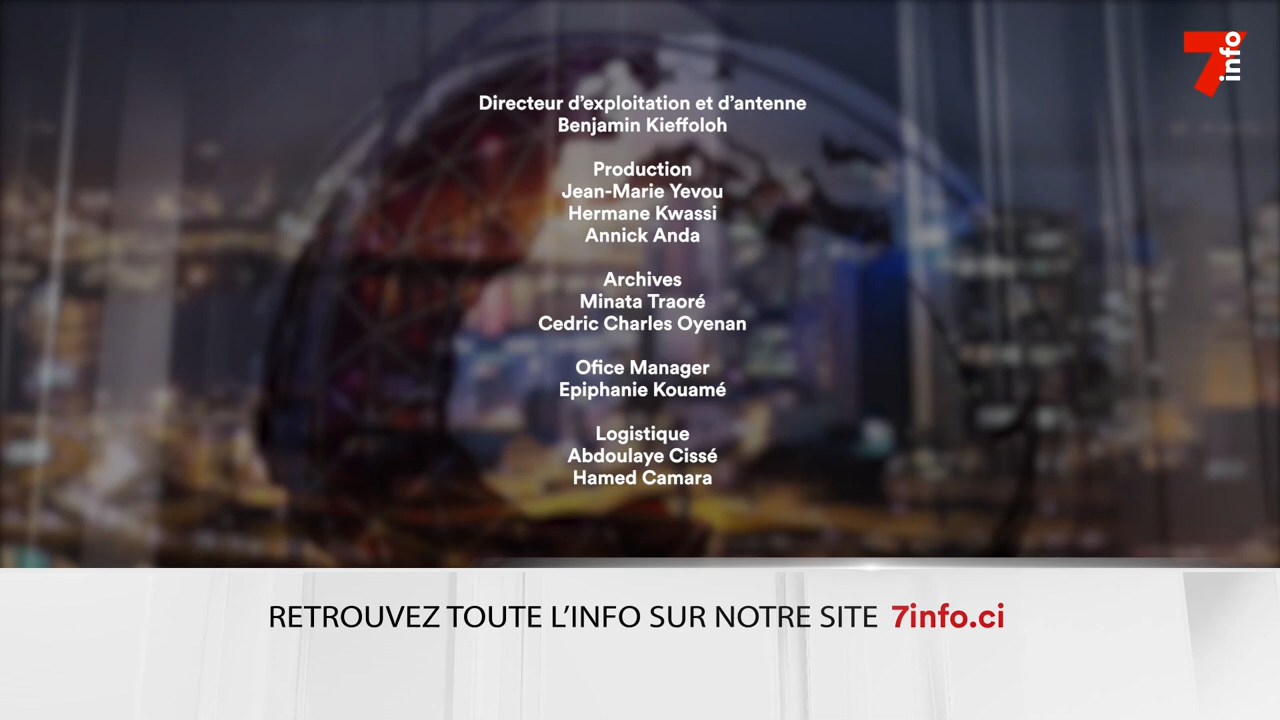 7
info
Directeur d'exploitation et d'antenne
Benjamin Kieffoloh
Production
Jean-Marie Yevou
Hermane Kwassi
Annick Anda
Archives
Minata Traoré
Cedric Charles Oyenan
Ofice Manager
Epiphanie Kouamé
Logistique
Abdoulaye Cissé
Hamed Camara
RETROUVEZ TOUTE L'INFO SUR NOTRE SITE 7info.ci